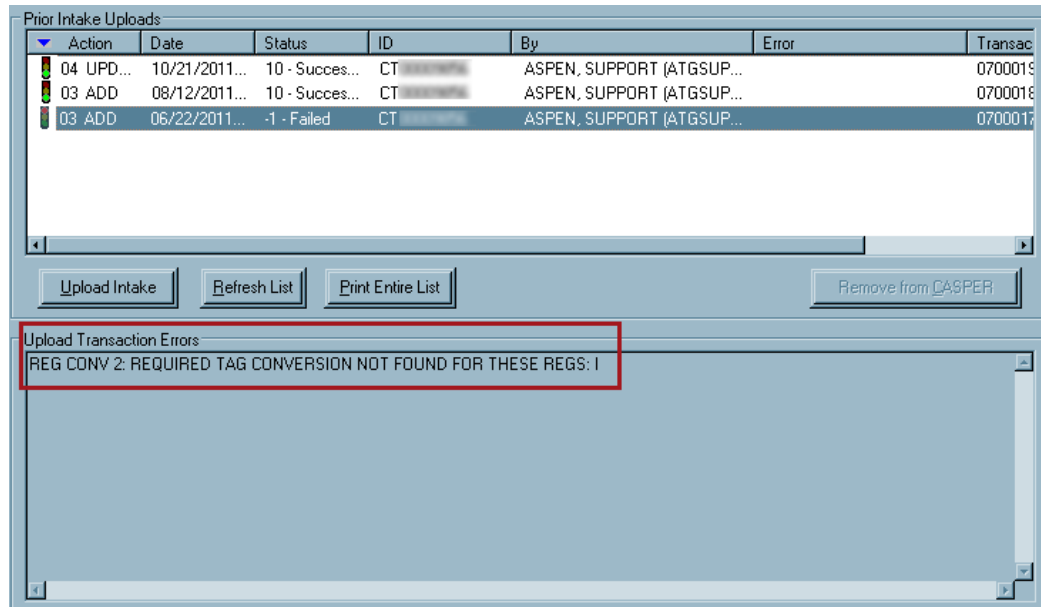 Prior Intake Uploads
Action Date Status ID By Error Transac
04 UPD... 10/21/2011... 10 - Succes... CT ASPEN, SUPPORT (ATGSUP... 070001
03 ADD 08/12/2011... 10 - Succes... CT ASPEN, SUPPORT (ATGSUP... 070001
03 ADD 06/22/2011... -1 - Failed CT ASPEN, SUPPORT (ATGSUP... 070001
Upload Intake Refresh List Print Entire List Remove from CASPER
Upload Transaction Errors
REG CONV 2: REQUIRED TAG CONVERSION NOT FOUND FOR THESE REGS: I